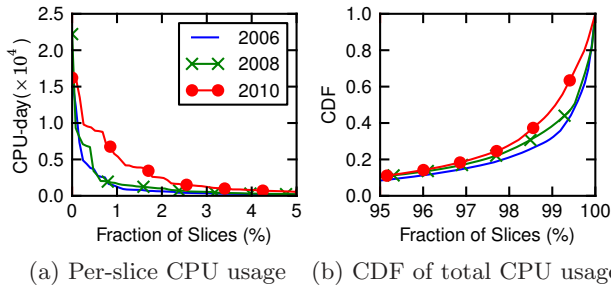 2.5
2.0
1.5
1.0
0.5
0.0
CPU-day(×10⁴)
2006
2008
2010
0 1 2 3 4 5
Fraction of Slices (%)
(a) Per-slice CPU usage
1.0
0.8
0.6
0.4
0.2
0.0
CDF
95 96 97 98 99 100
Fraction of Slices (%)
(b) CDF of total CPU usag